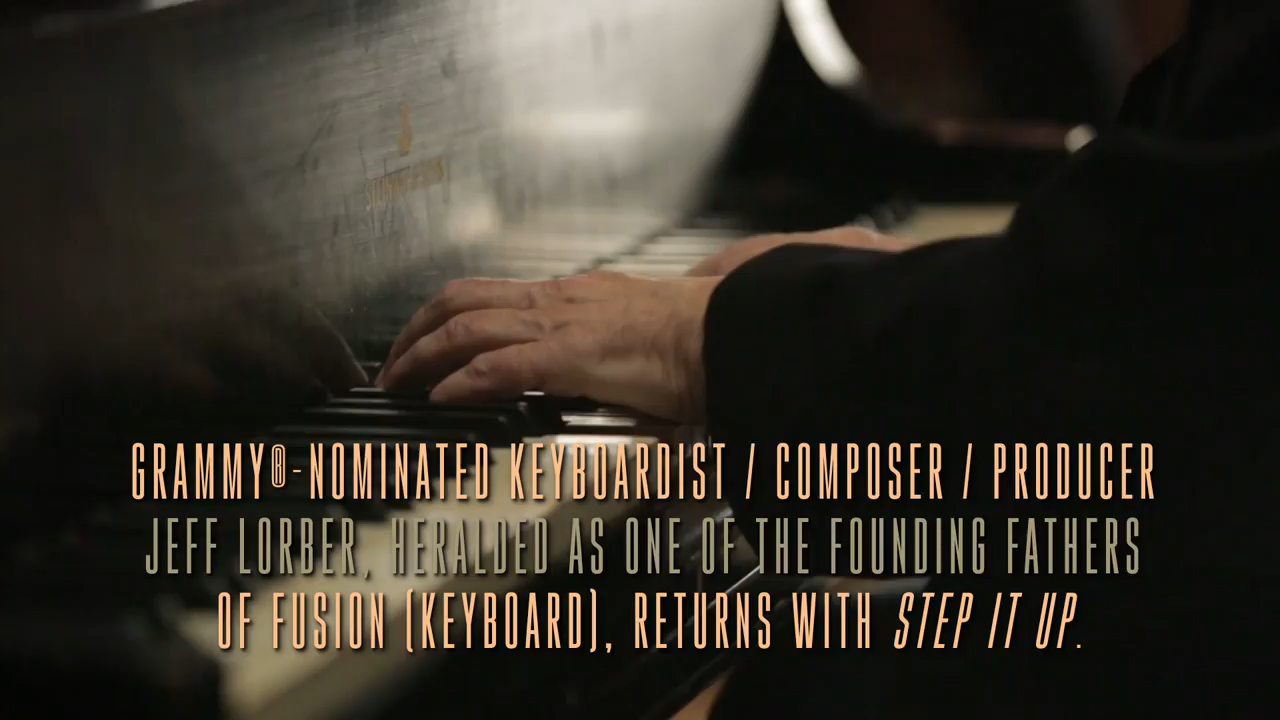 GRAMMY®-NOMINATED KEYBOARDIST / COMPOSER / PRODUCER
JEFF LORBER, HERALDED AS ONE OF THE FOUNDING FATHERS
OF FUSION (KEYBOARD), RETURNS WITH STEP IT UP.